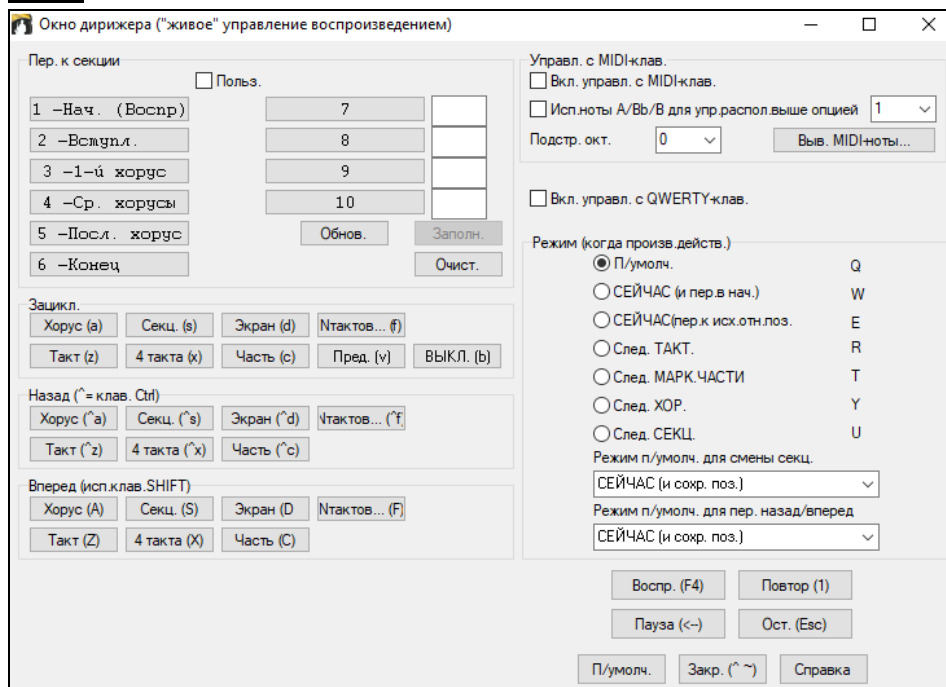 Окно дирижера ("живое" управление воспроизведением)
Пер. к секции
Польз.
1 -Нач. (Воспр) 7
2 -Вступл. 8
3 -1-й хорус 9
4 -Ср. хорусы 10
5 -Посл. хорус Обнов. Заполн.
6 -Конец Очист.
Зацикл.
Хорус (a) Секц. (s) Экран (d) Nтактов... (f)
Такт (z) 4 такта (x) Часть (c) Пред. (v) ВЫКЛ. (b)
Назад (^= клав. Ctrl)
Хорус (^a) Секц. (^s) Экран (^d) Nтактов... (^f
Такт (^z) 4 такта (^x) Часть (^c)
Вперед (исп.клав.SHIFT)
Хорус (A) Секц. (S) Экран (D Nтактов... (F)
Такт (Z) 4 такта (X) Часть (C)
Управл. с MIDI-клав.
Вкл. управл. с MIDI-клав.
Исп.ноты A/Bb/B для упр.распол.выше опцией 1
Подстр. окт. 0 Выв. MIDI-ноты...
Вкл. управл. с QWERTY-клав.
Режим (когда произв.действ.)
П/умолч. Q
СЕЙЧАС (и пер.в нач.) W
СЕЙЧАС(пер.к исх.отн.поз. E
След. ТАКТ. R
След. МАРК.ЧАСТИ T
След. ХОР. Y
След. СЕКЦ. U
Режим п/умолч. для смены секц.
СЕЙЧАС (и сохр. поз.)
Режим п/умолч. для пер. назад/вперед
СЕЙЧАС (и сохр. поз.)
Воспр. (F4) Повтор (1)
Пауза (<--) Ост. (Esc)
П/умолч. Закр. (^ ~) Справка